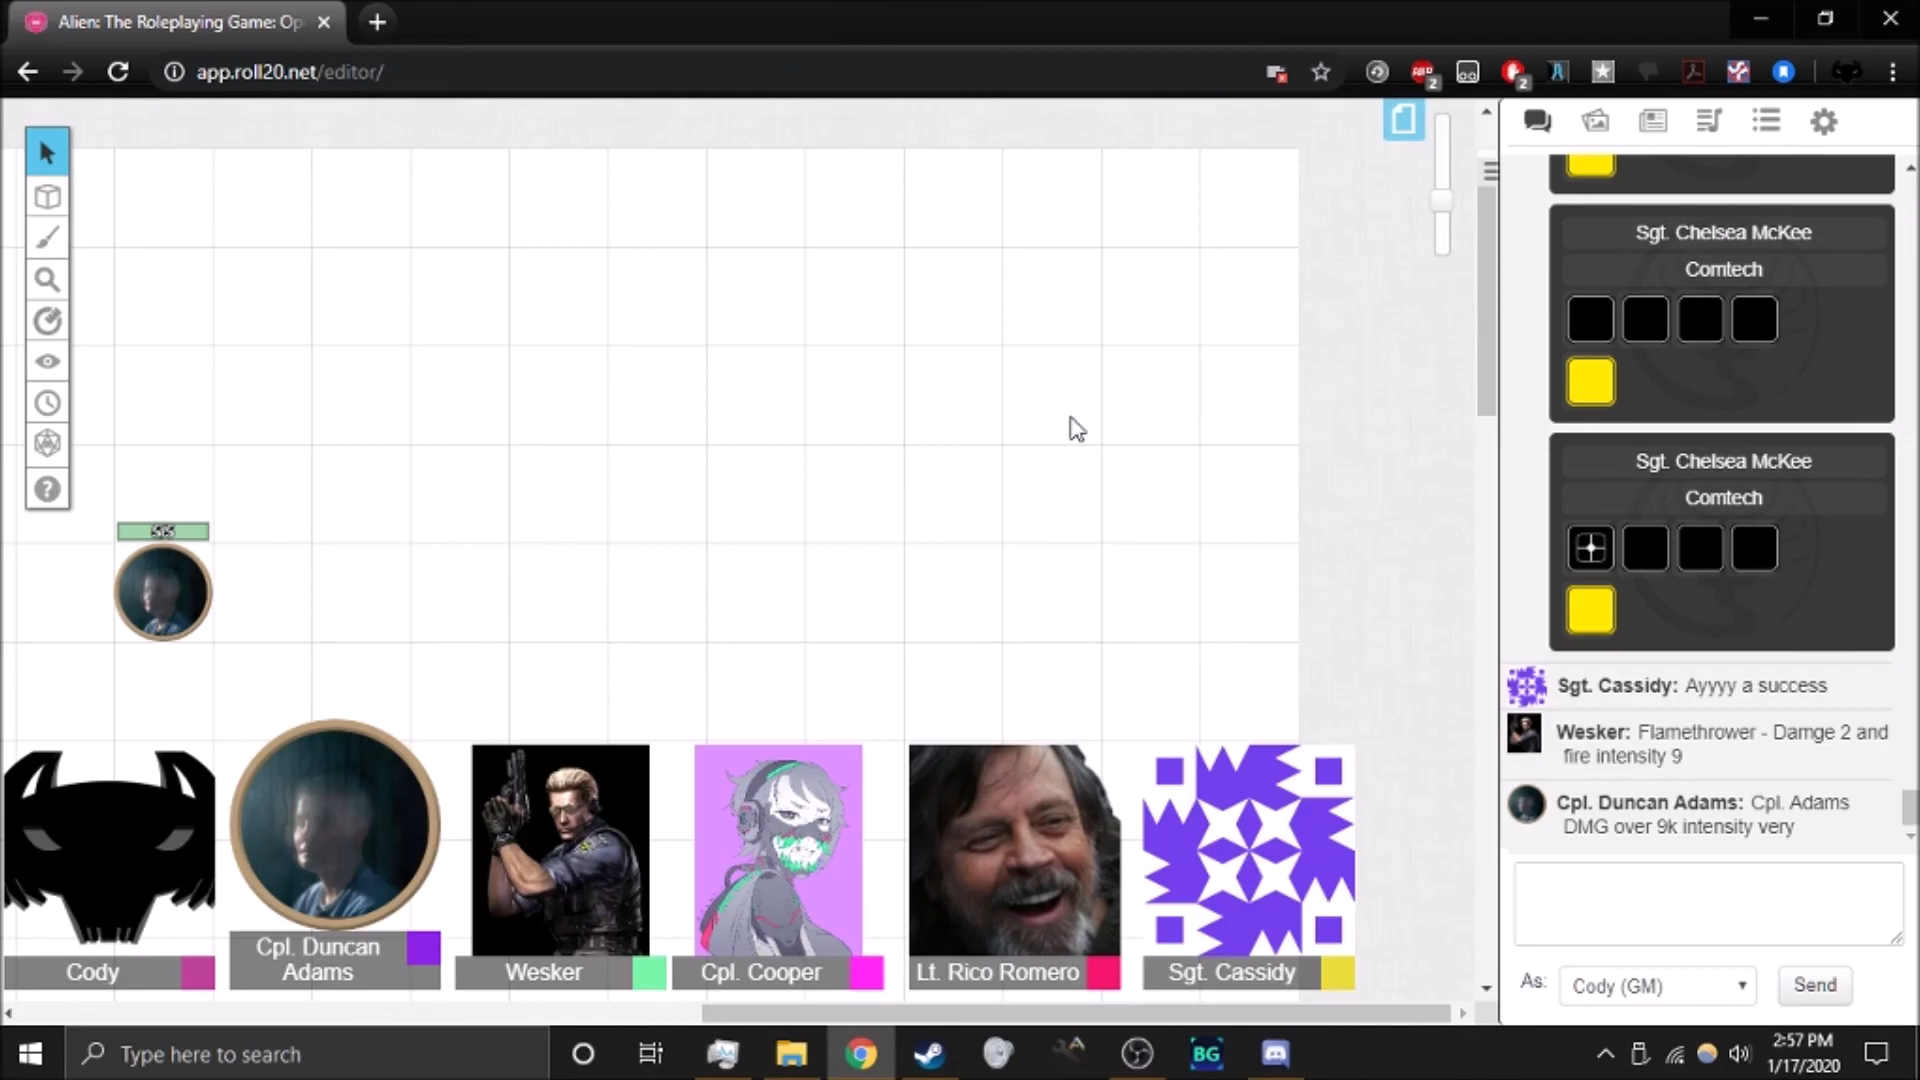 Alien: The Roleplaying Game: Op
app.roll20.net/editor/
2
2
Sgt. Chelsea McKee
Comtech
Sgt. Chelsea McKee
Comtech
Sgt. Cassidy: Ayyyy a success
Wesker: Flamethrower - Damge 2 and
fire intensity 9
Cpl. Duncan Adams: Cpl. Adams
DMG over 9k intensity very
Cody
Cpl. Duncan
Adams
Wesker
Cpl. Cooper
Lt. Rico Romero
Sgt. Cassidy
As:
Cody (GM)
Send
Type here to search
BG
2:57 PM
1/17/2020